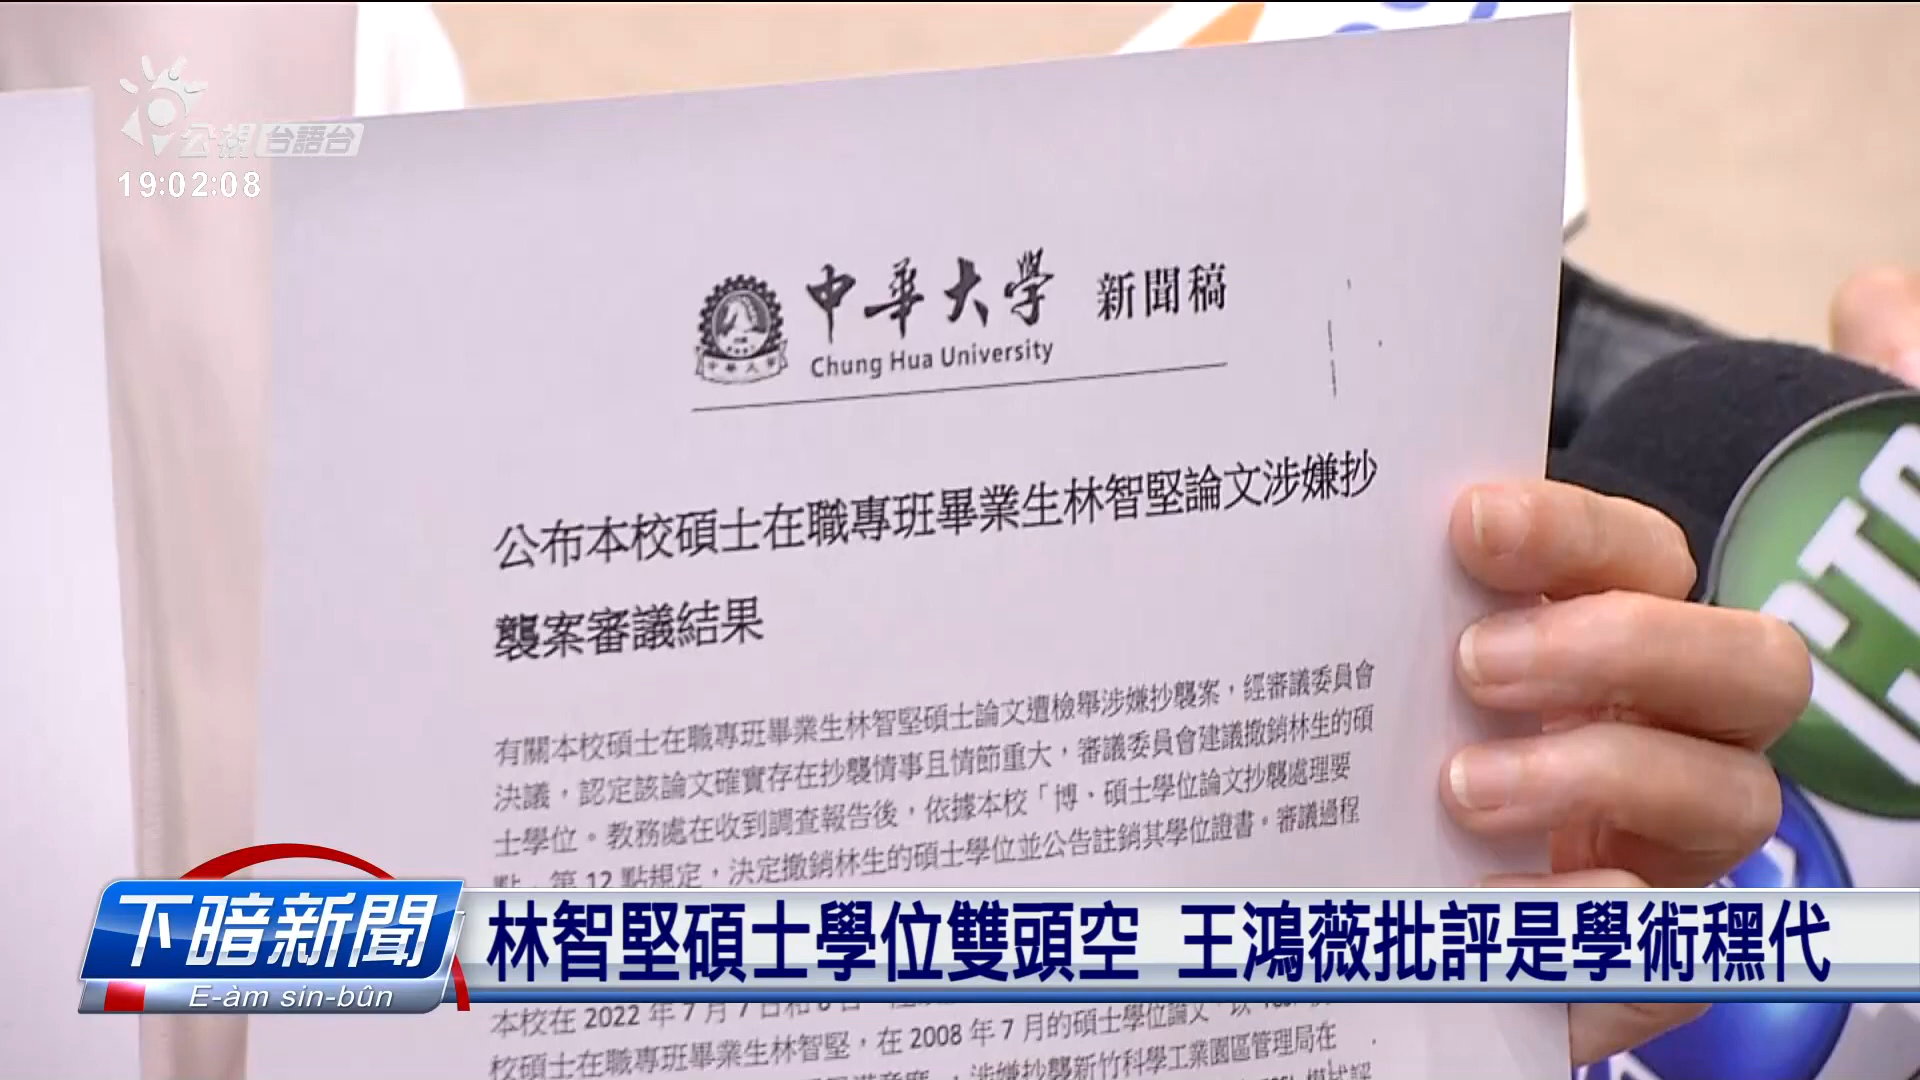 公視 台語台
19:02:08
中華大學 新聞稿
Chung Hua University
中華大學
公布本校碩士在職專班畢業生林智堅論文涉嫌抄
襲案審議結果
有關本校碩士在職專班畢業生林智堅碩士論文遭檢舉涉嫌抄襲案，經審議委員會
決議，認定該論文確實存在抄襲情事且情節重大，審議委員會建議撤銷林生的碩
士學位。教務處在收到調查報告後，依據本校「博、碩士學位論文抄襲處理要
點、第 12 點規定，決定撤銷林生的碩士學位並公告註銷其學位證書。審議過程
下暗新聞
E-àm sin-bûn
林智堅碩士學位雙頭空 王鴻薇批評是學術穤代
本校在 2022 年 7 月 7 日和
校碩士在職專班畢業生林智堅，在 2008 年 7 月的碩士學位論文，以
涉嫌抄襲新竹科學工業園區管理局在